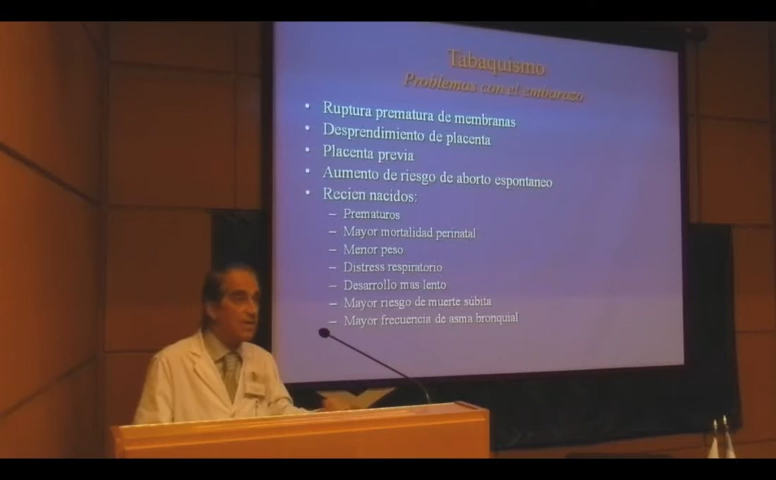 Tabaquismo
Problemas con el embarazo
• Ruptura prematura de membranas
• Desprendimiento de placenta
• Placenta previa
• Aumento de riesgo de aborto espontaneo
• Recien nacidos:
– Prematuros
– Mayor mortalidad perinatal
– Menor peso
– Distress respiratorio
– Desarrollo mas lento
– Mayor riesgo de muerte subita
– Mayor frecuencia de asma bronquial